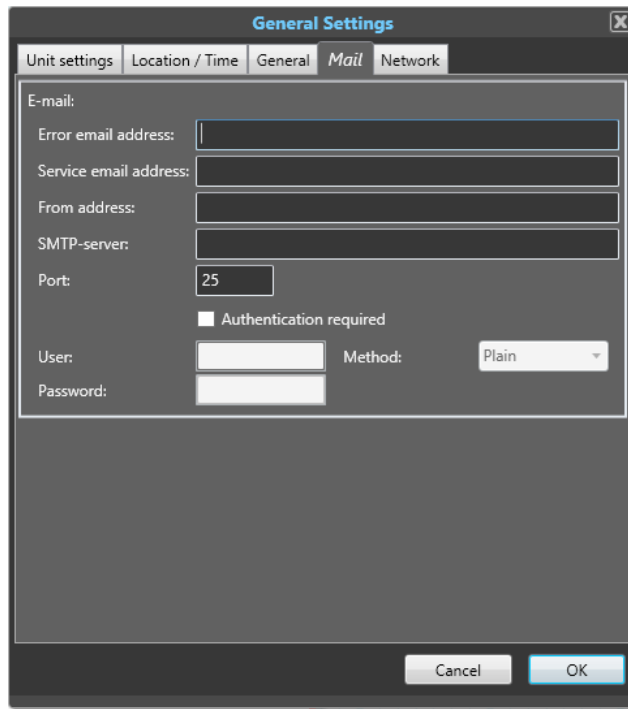 General Settings
Unit settings Location / Time General Mail Network
E-mail:
Error email address:
Service email address:
From address:
SMTP-server:
Port: 25
Authentication required
User: Method: Plain
Password:
Cancel OK